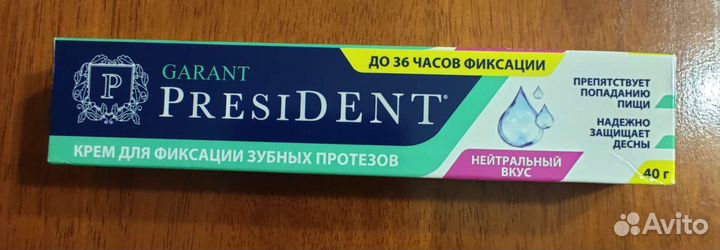 P
GARANT
PRESIDENT®
КРЕМ ДЛЯ ФИКСАЦИИ ЗУБНЫХ ПРОТЕЗОВ
ДО 36 ЧАСОВ ФИКСАЦИИ
ПРЕПЯТСТВУЕТ
ПОПАДАНИЮ
ПИЩИ
НАДЕЖНО
ЗАЩИЩАЕТ
ДЕСНЫ
НЕЙТРАЛЬНЫЙ
ВКУС
40 г
Avito